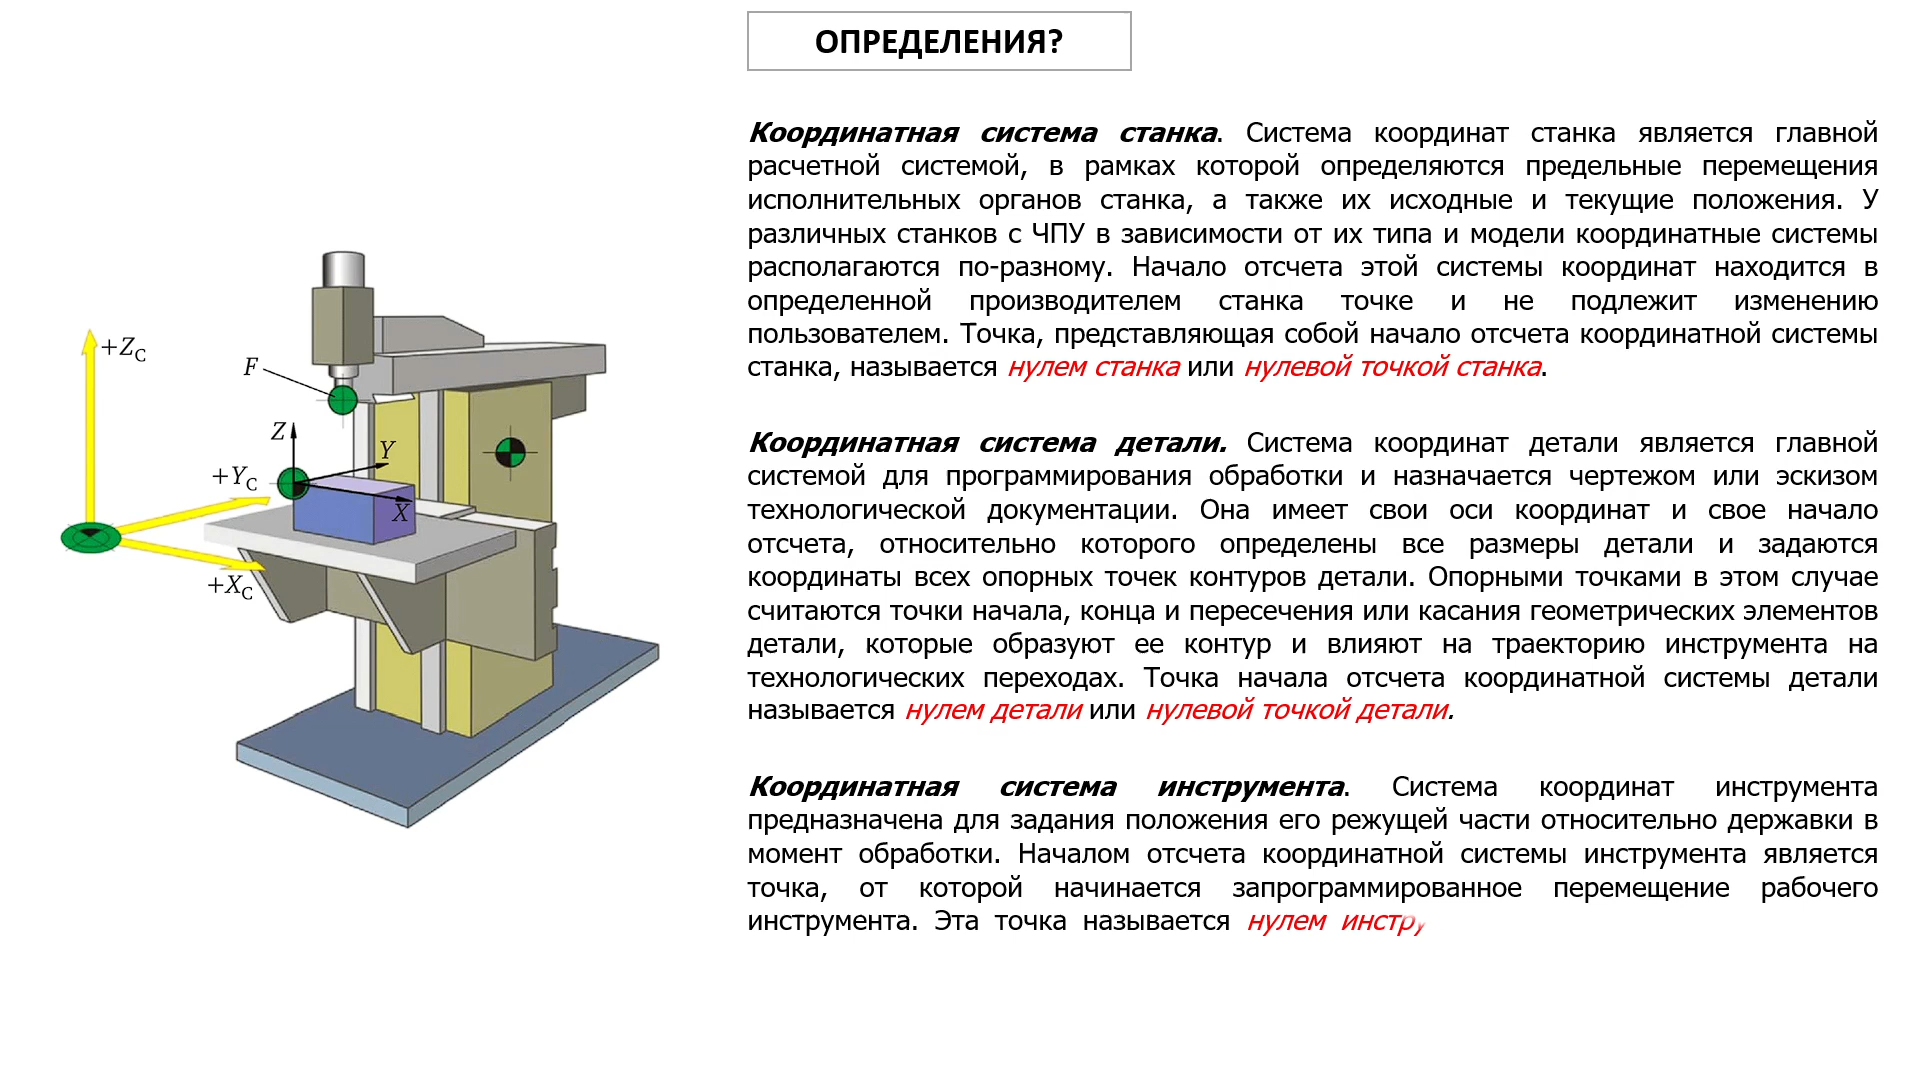 ОПРЕДЕЛЕНИЯ?
Координатная система станка. Система координат станка является главной
расчетной системой, в рамках которой определяются предельные перемещения
исполнительных органов станка, а также их исходные и текущие положения. У
различных станков с ЧПУ в зависимости от их типа и модели координатные системы
располагаются по-разному. Начало отсчета этой системы координат находится в
определенной производителем станка точке и не подлежит изменению
пользователем. Точка, представляющая собой начало отсчета координатной системы
станка, называется нулем станка или нулевой точкой станка.
Координатная система детали. Система координат детали является главной
системой для программирования обработки и назначается чертежом или эскизом
технологической документации. Она имеет свои оси координат и свое начало
отсчета, относительно которого определены все размеры детали и задаются
координаты всех опорных точек контуров детали. Опорными точками в этом случае
считаются точки начала, конца и пересечения или касания геометрических элементов
детали, которые образуют ее контур и влияют на траекторию инструмента на
технологических переходах. Точка начала отсчета координатной системы детали
называется нулем детали или нулевой точкой детали.
Координатная система инструмента. Система координат инструмента
предназначена для задания положения его режущей части относительно державки в
момент обработки. Началом отсчета координатной системы инструмента является
точка, от которой начинается запрограммированное перемещение рабочего
инструмента. Эта точка называется нулем инстру
+Zс
F
Z
Y
+Yс
X
+Xс